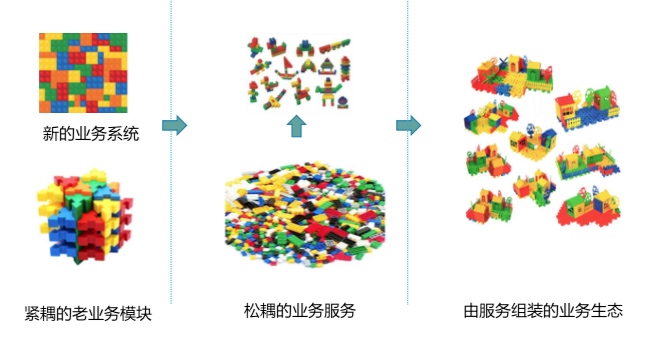 新的业务系统
紧耦的老业务模块
松耦的业务服务
由服务组装的业务生态